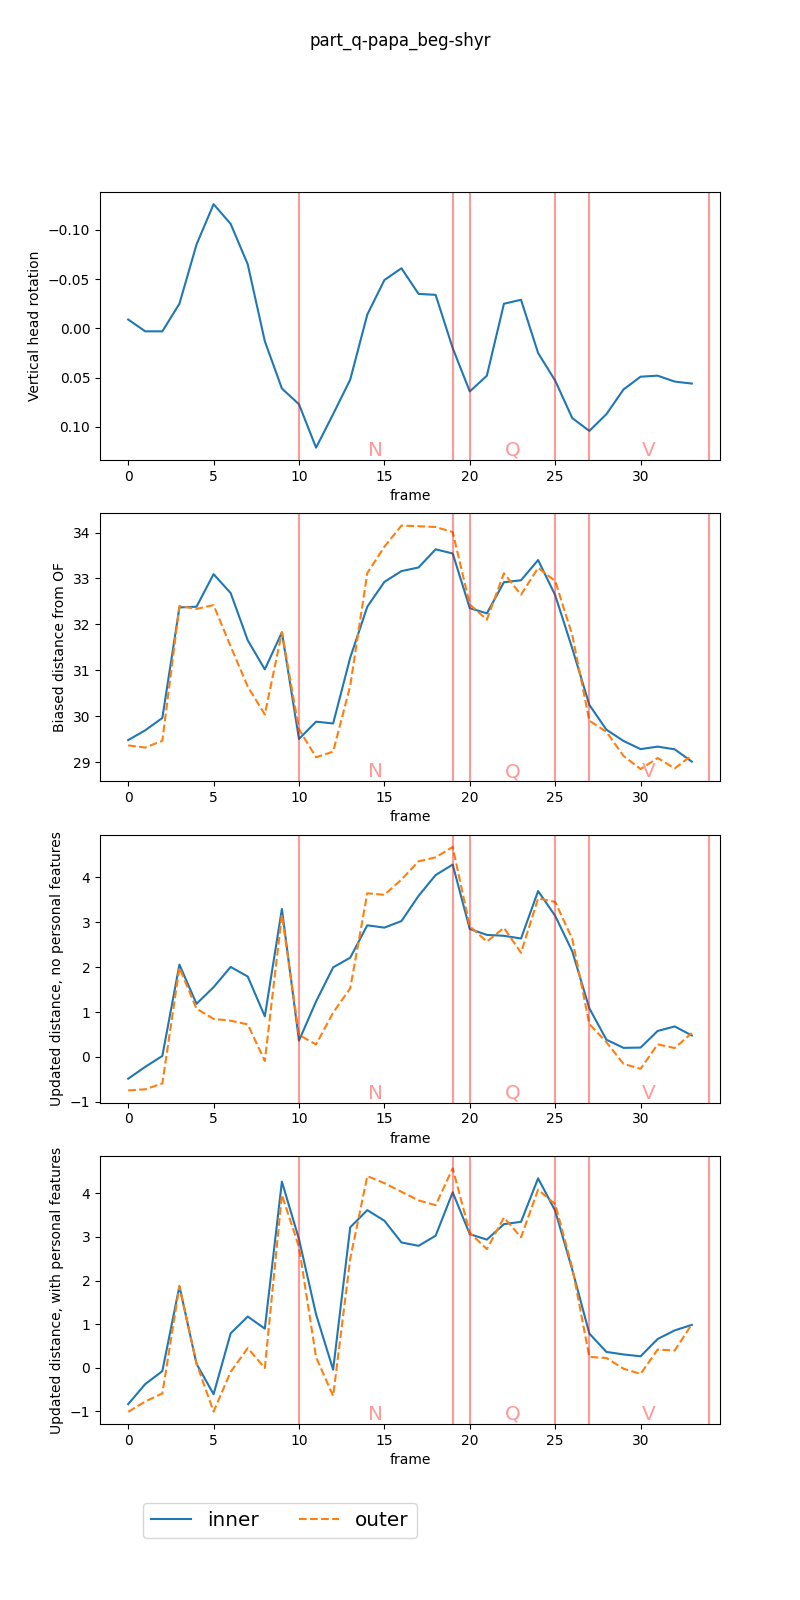 part_q-papa_beg-shyr
Vertical head rotation
−0.10
−0.05
0.00
0.05
0.10
N
Q
V
0 5 10 15 20 25 30
frame
Biased distance from OF
34
33
32
31
30
29
N
Q
V
0 5 10 15 20 25 30
frame
Updated distance, no personal features
4
3
2
1
0
−1
N
Q
V
0 5 10 15 20 25 30
frame
Updated distance, with personal features
4
3
2
1
0
−1
N
Q
V
0 5 10 15 20 25 30
frame
inner
outer